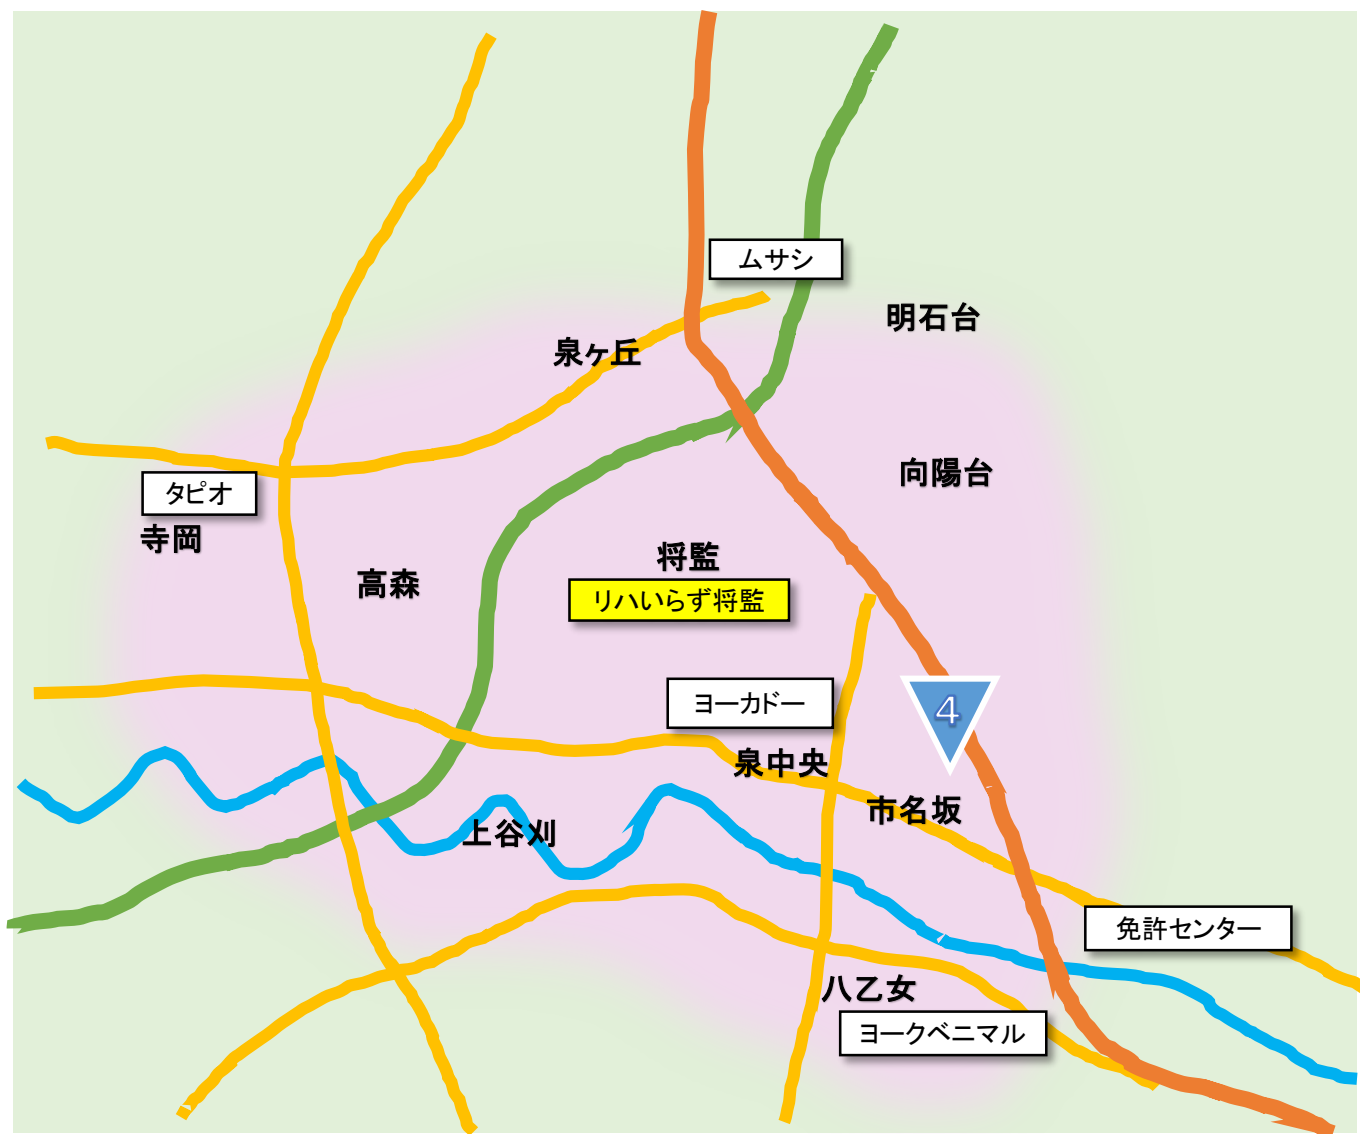 ムサシ
明石台
泉ヶ丘
向陽台
タピオ
寺岡
将監
高森
リハいらず将監
ヨーカドー
4
泉中央
市名坂
上谷刈
免許センター
八乙女
ヨークベニマル